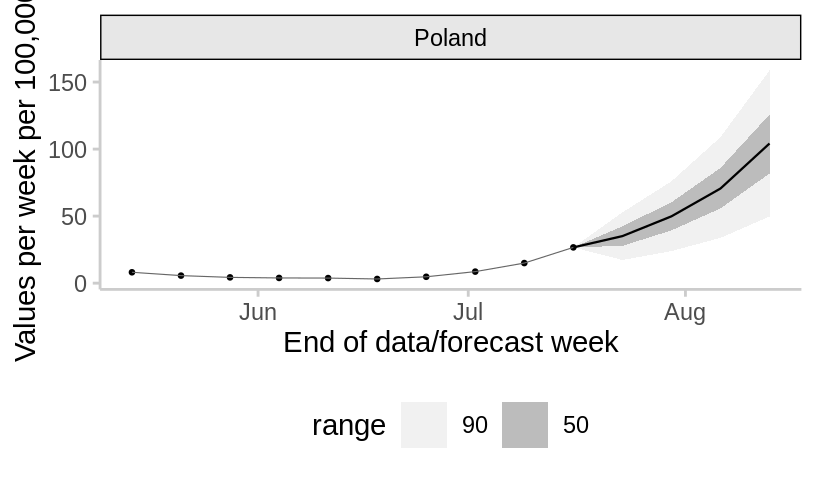 Poland
Values per week per 100,000
150
100
50
0
Jun Jul Aug
End of data/forecast week
range 90 50